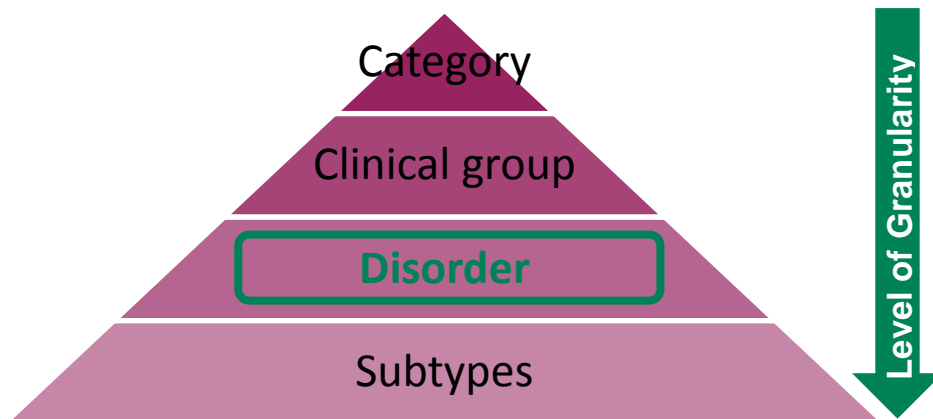 Category
Clinical group
Disorder
Subtypes
Level of Granularity